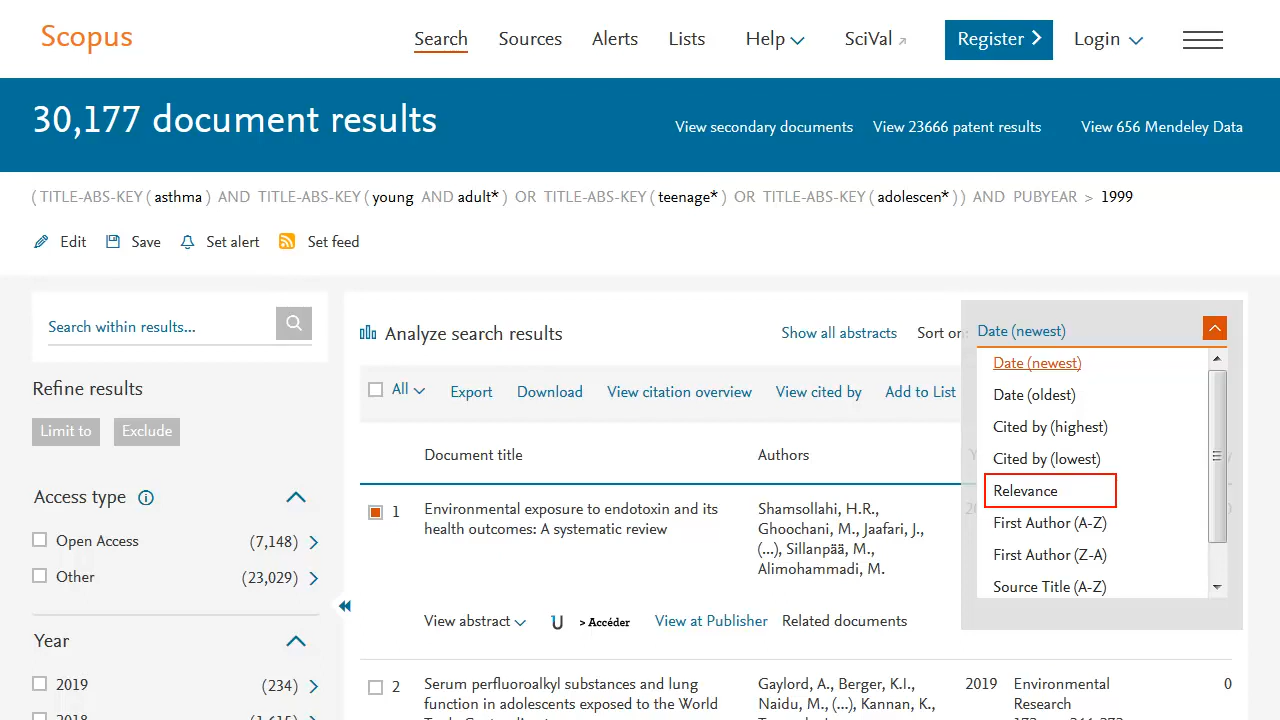 Scopus
Search Sources Alerts Lists Help SciVal Register Login
30,177 document results
View secondary documents View 23666 patent results View 656 Mendeley Data
( TITLE-ABS-KEY ( asthma ) AND TITLE-ABS-KEY ( young AND adult* ) OR TITLE-ABS-KEY ( teenage* ) OR TITLE-ABS-KEY ( adolescen* ) ) AND PUBYEAR > 1999
Edit Save Set alert Set feed
Search within results...
Refine results
Limit to Exclude
Access type
Open Access (7,148)
Other (23,029)
Year
2019 (234)
2018 (1,615)
Analyze search results Show all abstracts Sort on:
Date (newest)
Date (newest)
Date (oldest)
Cited by (highest)
Cited by (lowest)
Relevance
First Author (A-Z)
First Author (Z-A)
Source Title (A-Z)
All Export Download View citation overview View cited by Add to List
Document title Authors
1 Environmental exposure to endotoxin and its health outcomes: A systematic review
Shamsollahi, H.R.,
Ghoochani, M., Jaafari, J.,
(...), Sillanpää, M.,
Alimohammadi, M.
View abstract > Accéder View at Publisher Related documents
2 Serum perfluoroalkyl substances and lung
function in adolescents exposed to the World
Gaylord, A., Berger, K.I.,
Naidu, M., (...), Kannan, K.,
2019 Environmental
Research
0